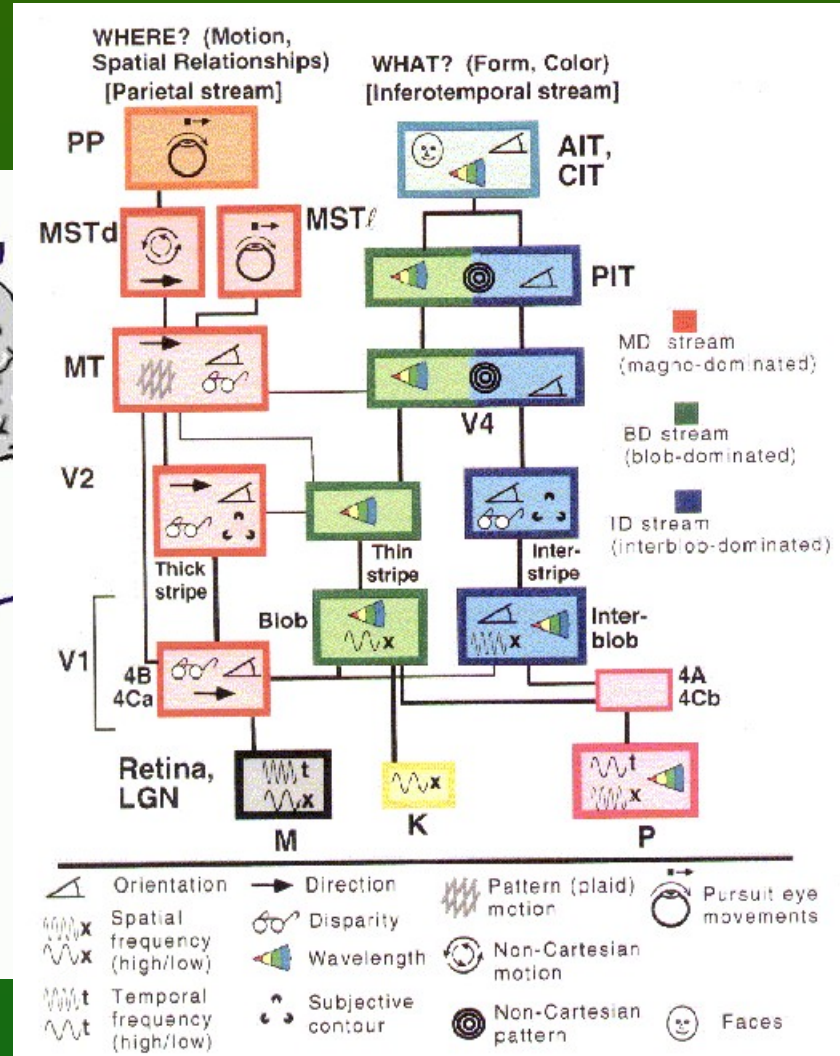 WHERE? (Motion,
Spatial Relationships)
[Parietal stream]
WHAT? (Form, Color)
[Inferotemporal stream]
PP
AIT,
CIT
MSTd
MSTℓ
PIT
MT
V4
MD stream
(magno-dominated)
BD stream
(blob-dominated)
ID stream
(interblob-dominated)
V2
Thick
stripe
Thin
stripe
Inter-
stripe
V1
Blob
Inter-
blob
x
x
4B
4Ca
4A
4Cb
Retina,
LGN
t
x
x
t
x
M
K
P
Orientation
Direction
Pattern (plaid)
motion
Pursuit eye
movements
x
x
Spatial
frequency
(high/low)
Disparity
Wavelength
Non-Cartesian
motion
t
t
Temporal
frequency
(high/low)
Subjective
contour
Non-Cartesian
pattern
Faces